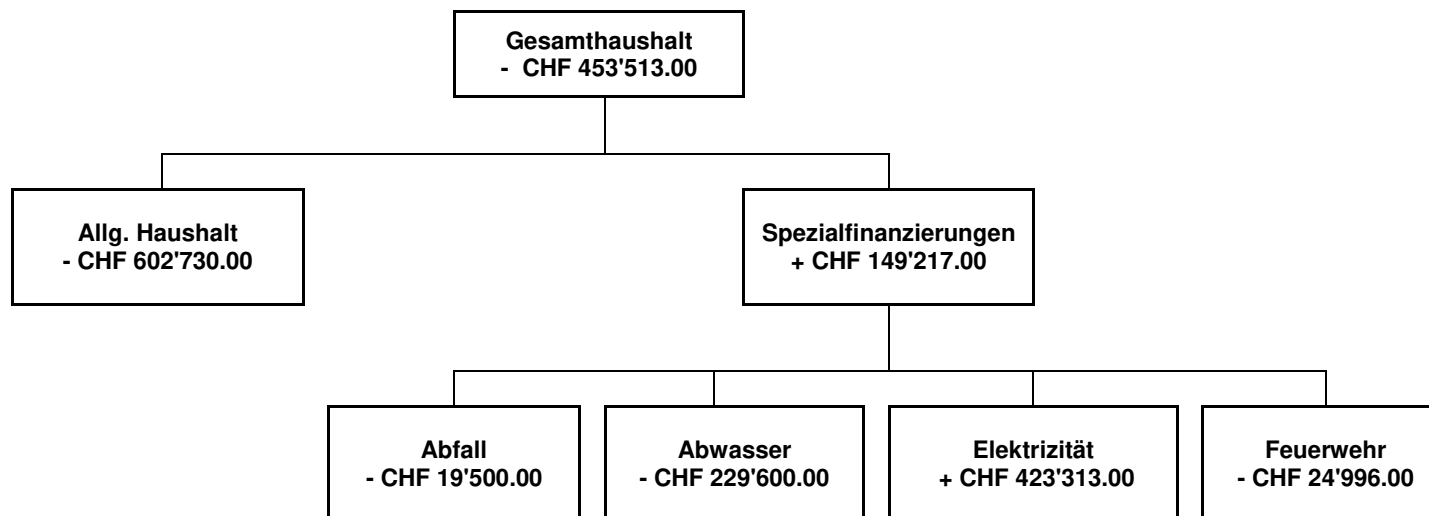 Gesamthaushalt
-  CHF 453'513.00
Allg. Haushalt
- CHF 602'730.00
Spezialfinanzierungen
+ CHF 149'217.00
Abfall
- CHF 19'500.00
Abwasser
- CHF 229'600.00
Elektrizität
+ CHF 423'313.00
Feuerwehr
- CHF 24'996.00